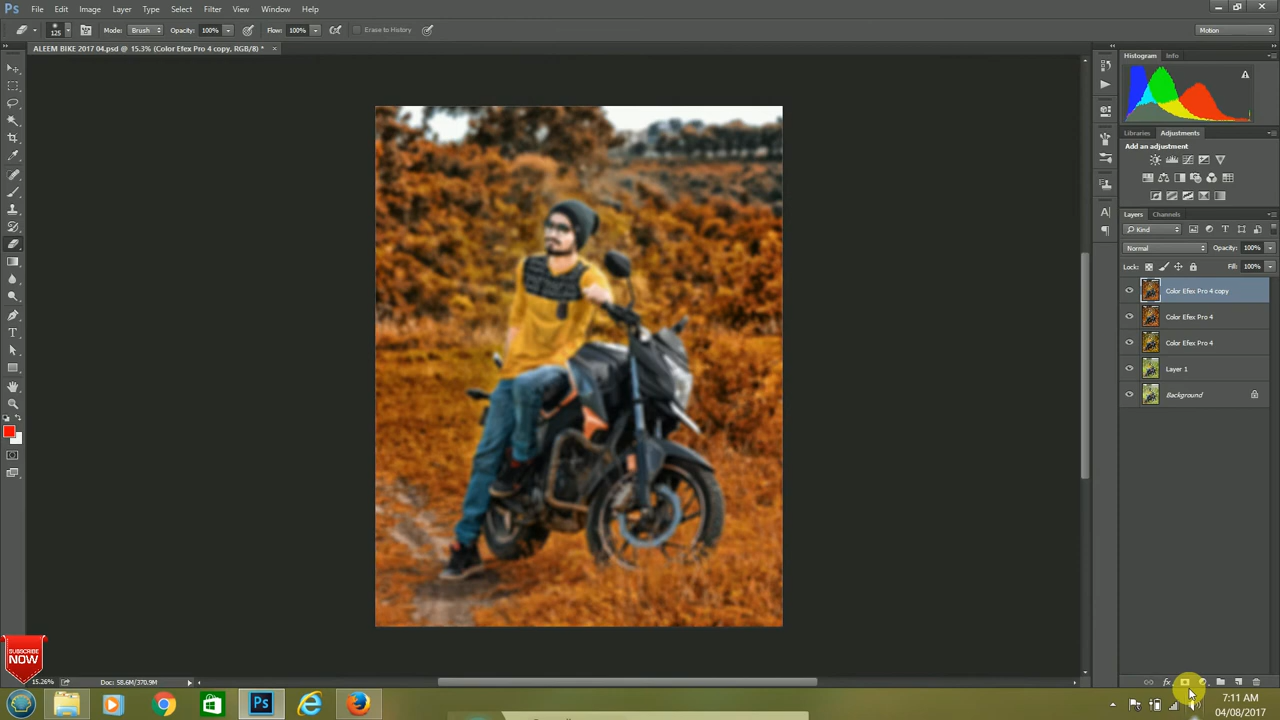 Ps File Edit Image Layer Type Select Filter View Window Help
125 Mode: Brush Opacity: 100% Flow: 100% Erase to History Motion
ALEEM BIKE 2017 04.psd @ 15.3% (Color Efex Pro 4 copy, RGB/8) *
Histogram Info
Libraries Adjustments
Add an adjustment
Layers Channels
Kind
Normal Opacity: 100%
Lock: Fill: 100%
Color Efex Pro 4 copy
Color Efex Pro 4
Color Efex Pro 4
Layer 1
Background
SUBSCRIBE
NOW
15.26% Doc: 58.6M/370.9M
Ps
7:11 AM
04/08/2017